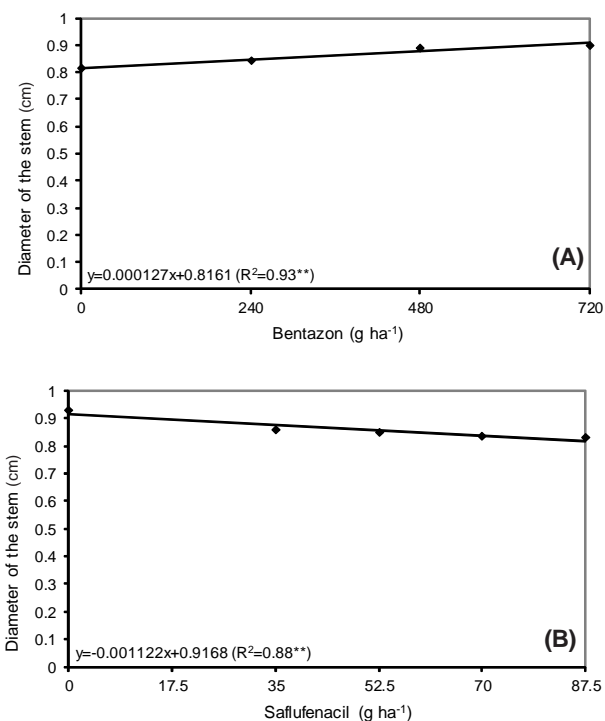 1
0.9
0.8
0.7
0.6
0.5
0.4
0.3
0.2
0.1
0
Diameter of the stem (cm)
y=0.000127x+0.8161 (R²=0.93**)
(A)
0 240 480 720
Bentazon (g ha⁻¹)
1
0.9
0.8
0.7
0.6
0.5
0.4
0.3
0.2
0.1
0
Diameter of the stem (cm)
y=-0.001122x+0.9168 (R²=0.88**)
(B)
0 17.5 35 52.5 70 87.5
Saflufenacil (g ha⁻¹)